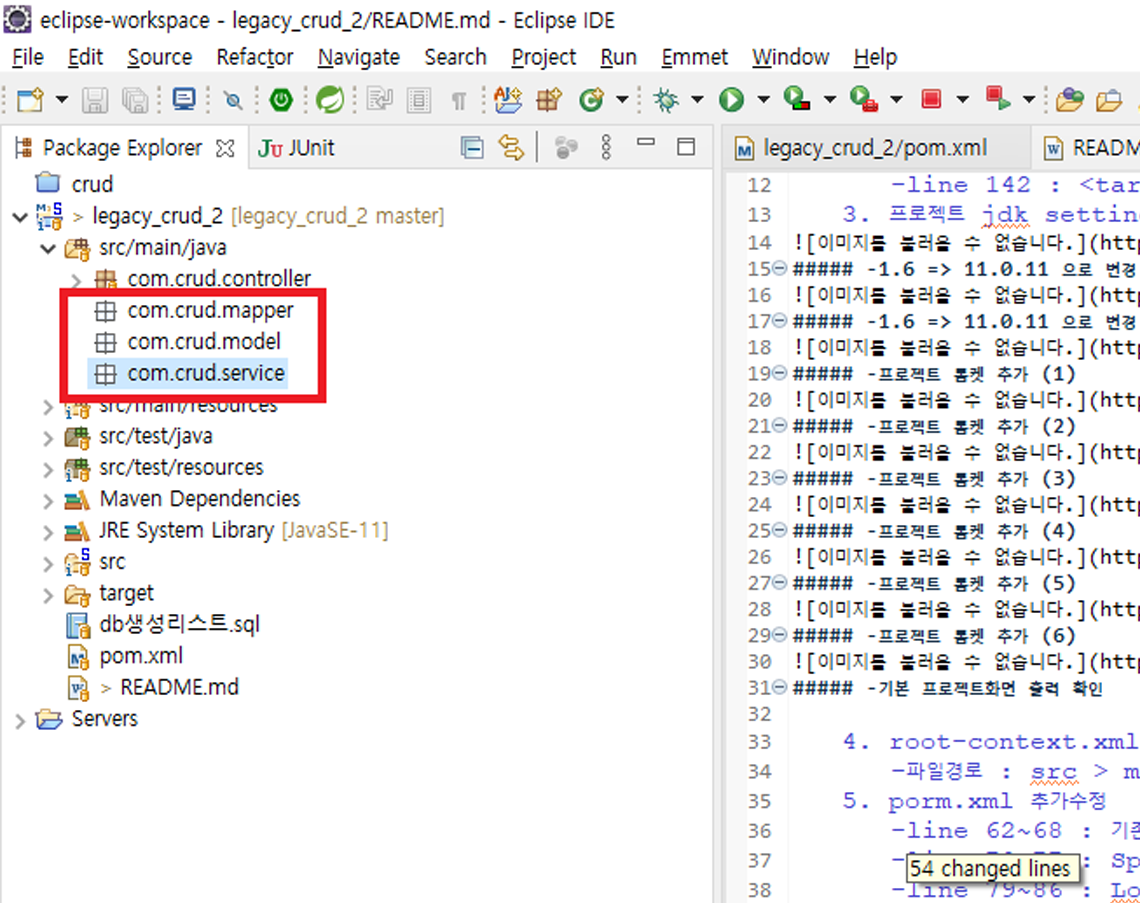 eclipse-workspace - legacy_crud_2/README.md - Eclipse IDE
File Edit Source Refactor Navigate Search Project Run Emmet Window Help
Package Explorer JUnit
legacy_crud_2/pom.xml READM
crud
> legacy_crud_2 [legacy_crud_2 master]
src/main/java
com.crud.controller
com.crud.mapper
com.crud.model
com.crud.service
src/main/resources
src/test/java
src/test/resources
Maven Dependencies
JRE System Library [JavaSE-11]
src
target
db생성리스트.sql
pom.xml
> README.md
Servers
12 -line 142 : <tar
13 3. 프로젝트 jdk setting
14 ![이미지를 불러올 수 없습니다.](http
15 ##### -1.6 => 11.0.11 으로 변경
16 ![이미지를 불러올 수 없습니다.](http
17 ##### -1.6 => 11.0.11 으로 변경
18 ![이미지를 불러올 수 없습니다.](http
19 ##### -프로젝트 톰켓 추가 (1)
20 ![이미지를 불러올 수 없습니다.](http
21 ##### -프로젝트 톰켓 추가 (2)
22 ![이미지를 불러올 수 없습니다.](http
23 ##### -프로젝트 톰켓 추가 (3)
24 ![이미지를 불러올 수 없습니다.](http
25 ##### -프로젝트 톰켓 추가 (4)
26 ![이미지를 불러올 수 없습니다.](http
27 ##### -프로젝트 톰켓 추가 (5)
28 ![이미지를 불러올 수 없습니다.](http
29 ##### -프로젝트 톰켓 추가 (6)
30 ![이미지를 불러올 수 없습니다.](http
31 ##### -기본 프로젝트화면 출력 확인
32
33 4. root-context.xml
34 -파일경로 : src > m
35 5. porm.xml 추가수정
36 -line 62~68 : 기존
37 : Sp
54 changed lines
38 -line 79~86 : Lo